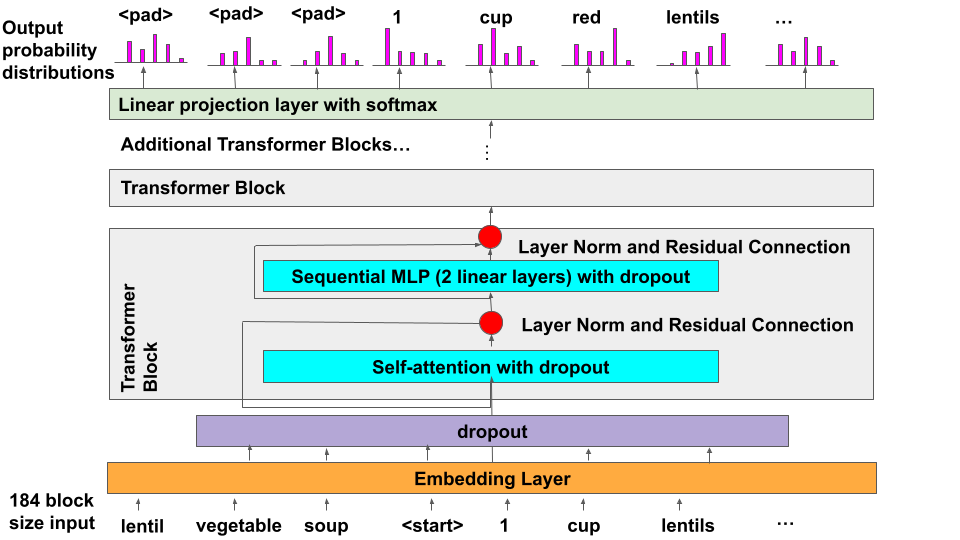 Output
probability
distributions
<pad> <pad> <pad> 1 cup red lentils …
Linear projection layer with softmax
Additional Transformer Blocks…
Transformer Block
Transformer
Block
Layer Norm and Residual Connection
Sequential MLP (2 linear layers) with dropout
Layer Norm and Residual Connection
Self-attention with dropout
dropout
Embedding Layer
184 block
size input
lentil vegetable soup <start> 1 cup lentils …